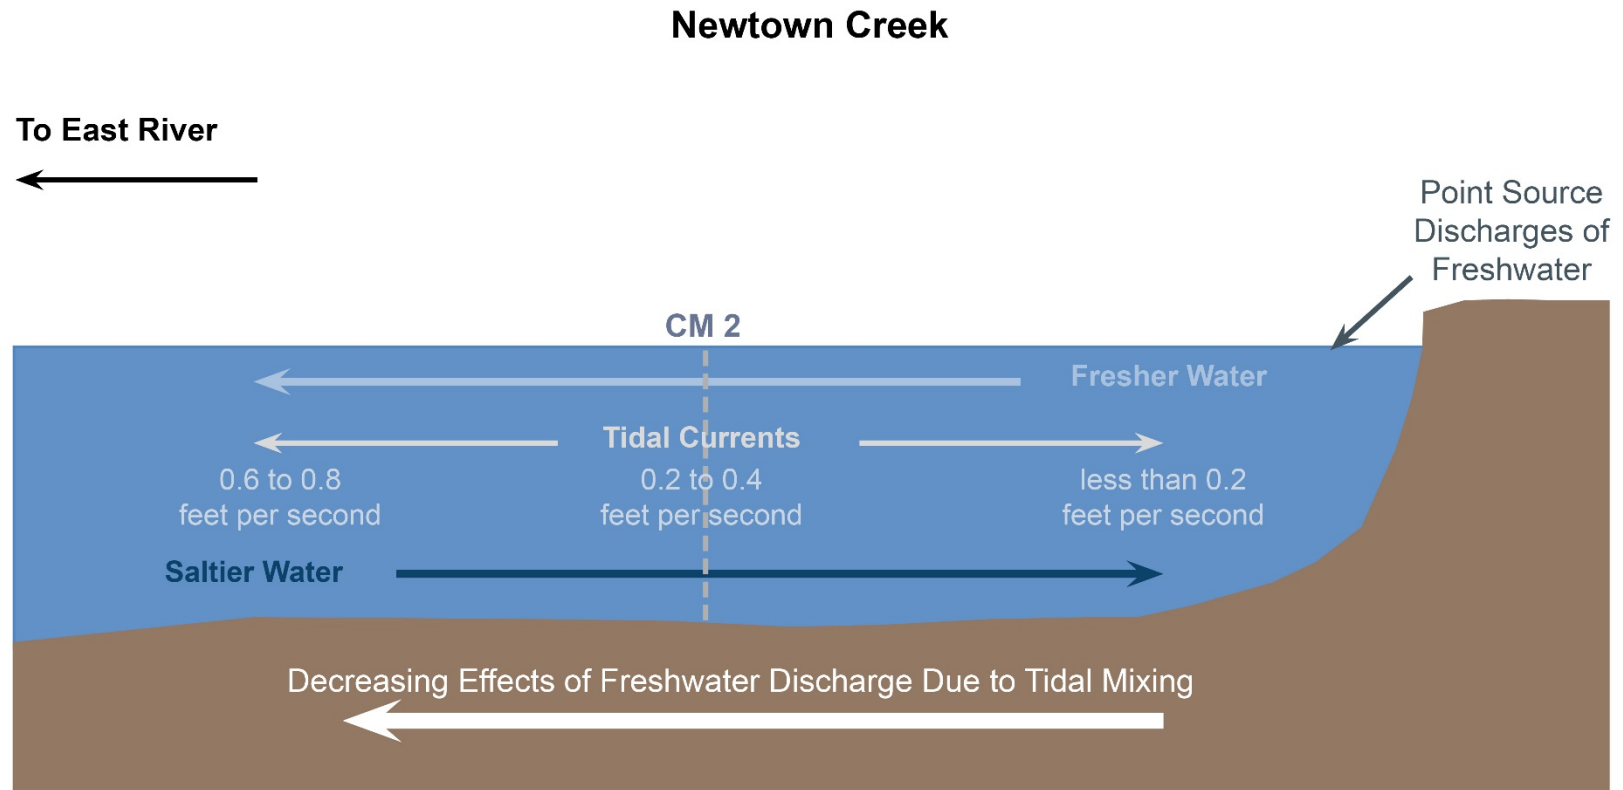 Newtown Creek
To East River
Point Source
Discharges of
Freshwater
CM 2
Fresher Water
Tidal Currents
0.6 to 0.8
feet per second
0.2 to 0.4
feet per second
less than 0.2
feet per second
Saltier Water
Decreasing Effects of Freshwater Discharge Due to Tidal Mixing